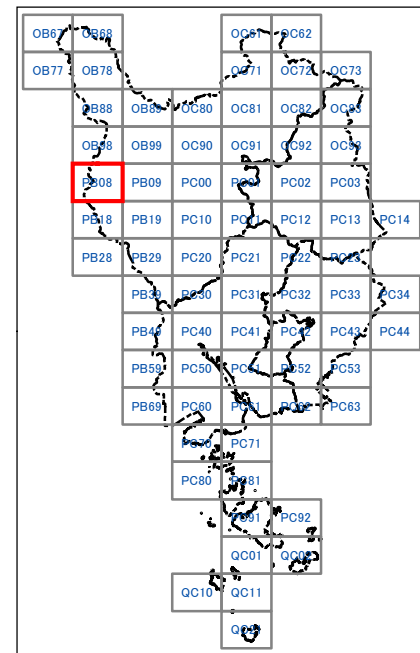 OB67 OB68 OC61 OC62
OB77 OB78 OC71 OC72 OC73
OB88 OB89 OC80 OC81 OC82 OC83
OB98 OB99 OC90 OC91 OC92 OC93
PB08 PB09 PC00 PC01 PC02 PC03
PB18 PB19 PC10 PC11 PC12 PC13 PC14
PB28 PB29 PC20 PC21 PC22 PC23
PB39 PC30 PC31 PC32 PC33 PC34
PB49 PC40 PC41 PC42 PC43 PC44
PB59 PC50 PC51 PC52 PC53
PB69 PC60 PC61 PC62 PC63
PC70 PC71
PC80 PC81
PC91 PC92
QC01 QC02
QC10 QC11
QC21